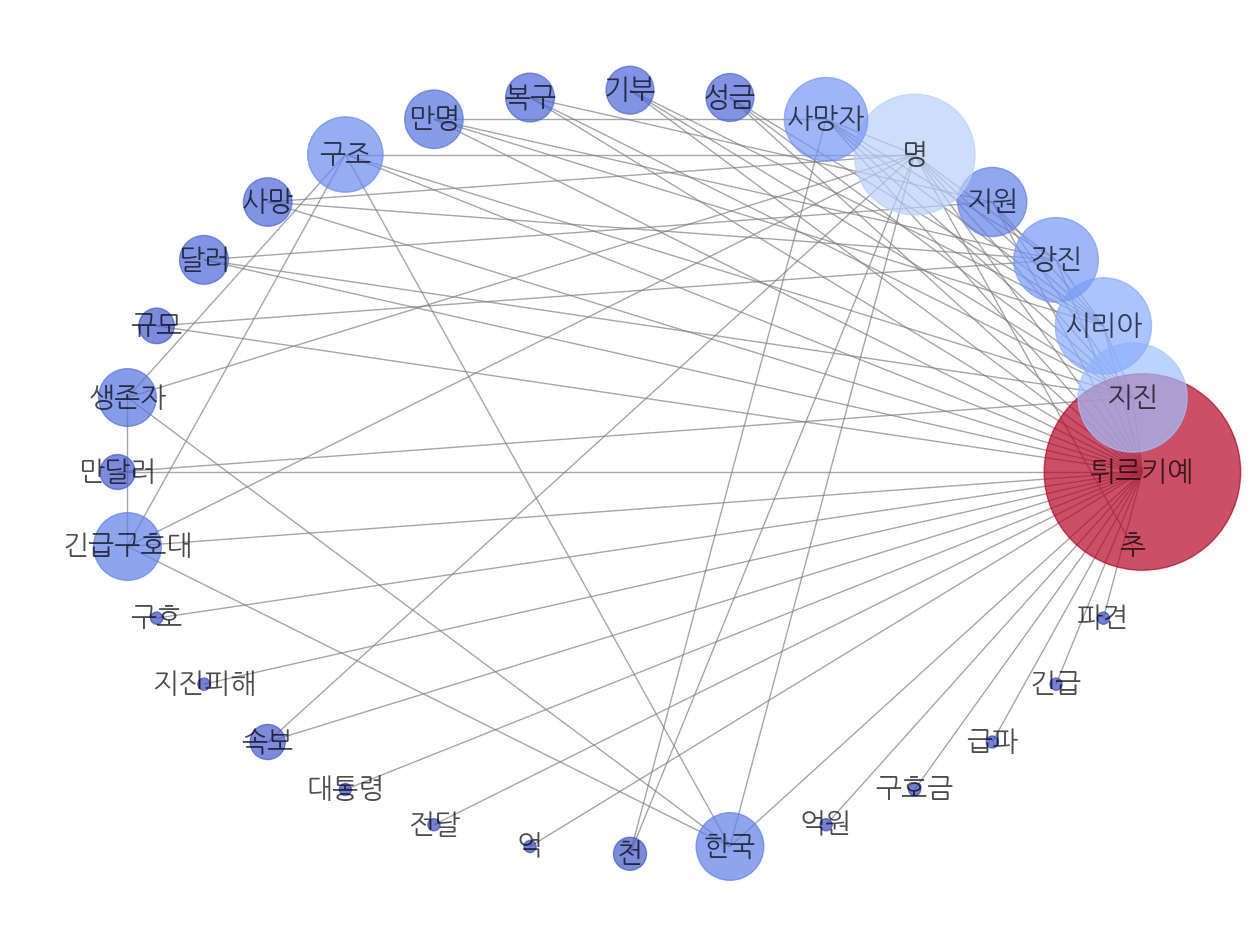 기부
복구
성금
만명
사망자
구조
명
사망
지원
달러
강진
규모
시리아
생존자
지진
만달러
튀르키예
긴급구호대
추
구호
파견
지진피해
긴급
속보
급파
대통령
구호금
전달
억원
억
한국
천